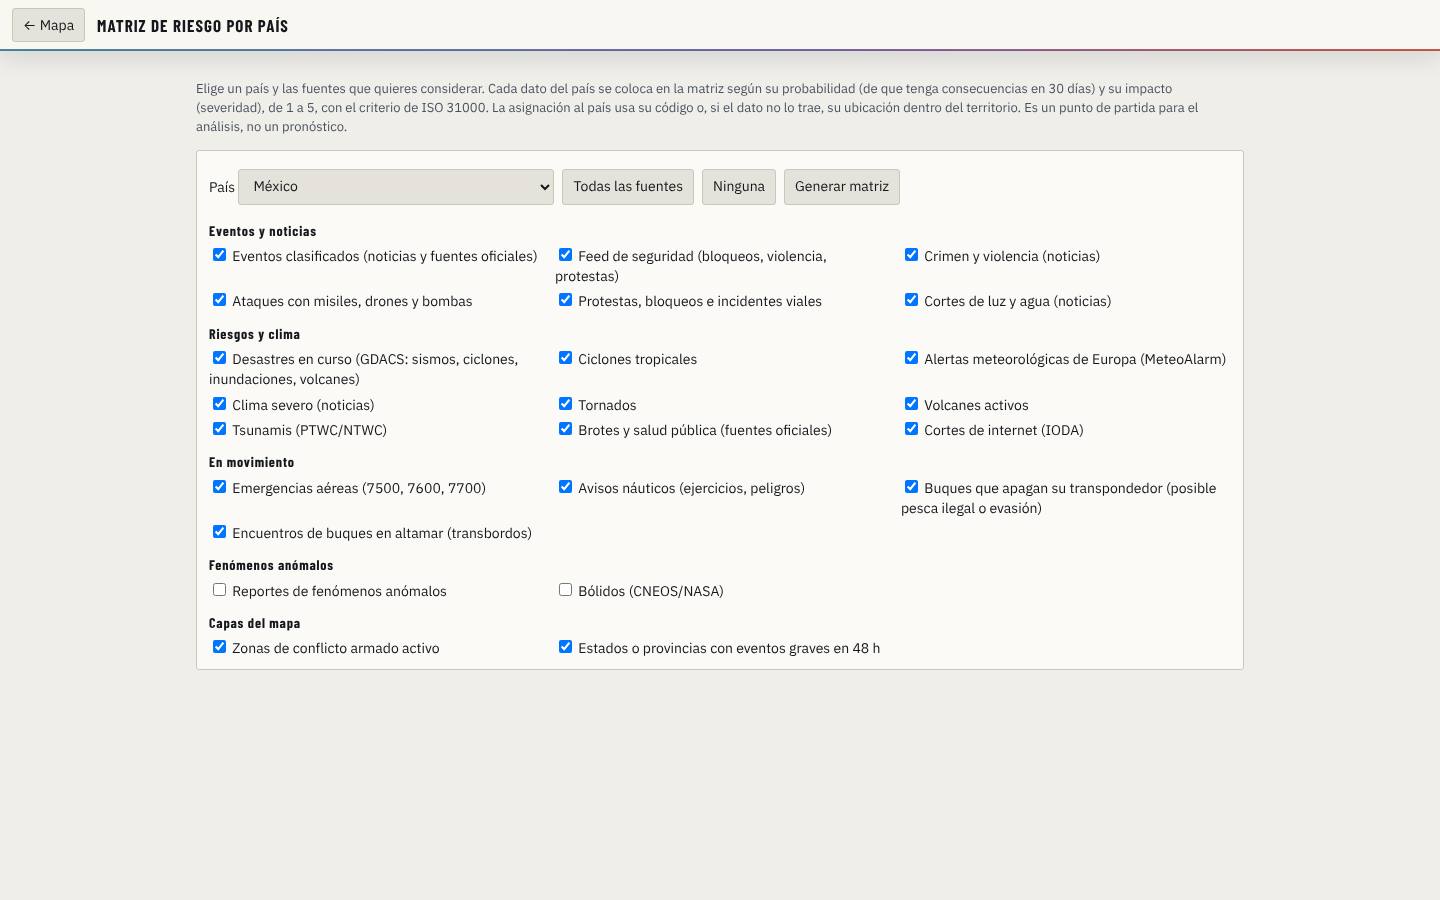 ← Mapa
MATRIZ DE RIESGO POR PAÍS
Elige un país y las fuentes que quieres considerar. Cada dato del país se coloca en la matriz según su probabilidad (de que tenga consecuencias en 30 días) y su impacto
(severidad), de 1 a 5, con el criterio de ISO 31000. La asignación al país usa su código o, si el dato no lo trae, su ubicación dentro del territorio. Es un punto de partida para el
análisis, no un pronóstico.
País México Todas las fuentes Ninguna Generar matriz
Eventos y noticias
Eventos clasificados (noticias y fuentes oficiales)
Feed de seguridad (bloqueos, violencia,
protestas)
Crimen y violencia (noticias)
Ataques con misiles, drones y bombas
Protestas, bloqueos e incidentes viales
Cortes de luz y agua (noticias)
Riesgos y clima
Desastres en curso (GDACS: sismos, ciclones,
inundaciones, volcanes)
Ciclones tropicales
Alertas meteorológicas de Europa (MeteoAlarm)
Clima severo (noticias)
Tornados
Volcanes activos
Tsunamis (PTWC/NTWC)
Brotes y salud pública (fuentes oficiales)
Cortes de internet (IODA)
En movimiento
Emergencias aéreas (7500, 7600, 7700)
Avisos náuticos (ejercicios, peligros)
Buques que apagan su transpondedor (posible
pesca ilegal o evasión)
Encuentros de buques en altamar (transbordos)
Fenómenos anómalos
Reportes de fenómenos anómalos
Bólidos (CNEOS/NASA)
Capas del mapa
Zonas de conflicto armado activo
Estados o provincias con eventos graves en 48 h